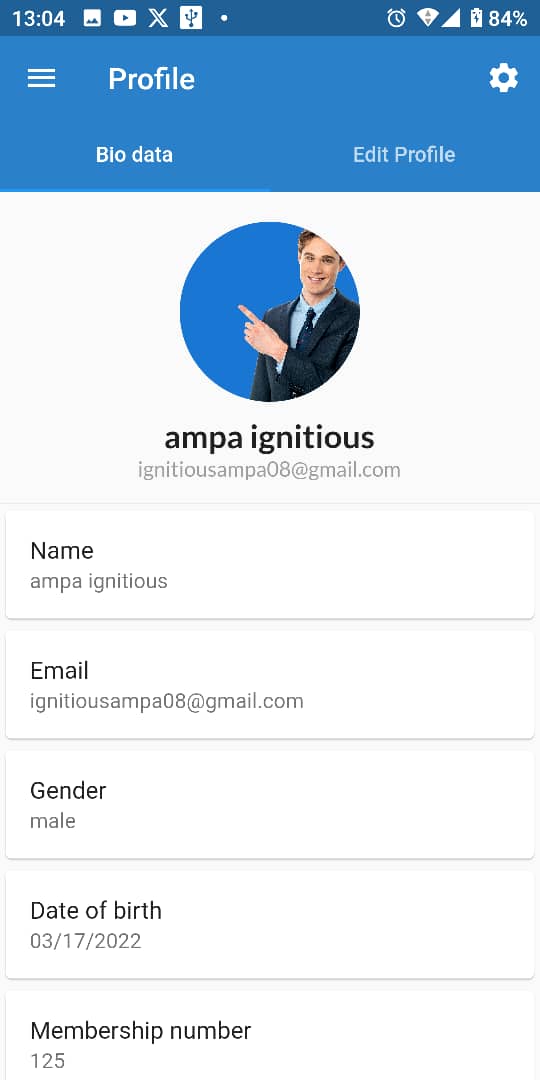 13:04
84%
Profile
Bio data
Edit Profile
ampa ignitious
ignitiousampa08@gmail.com
Name
ampa ignitious
Email
ignitiousampa08@gmail.com
Gender
male
Date of birth
03/17/2022
Membership number
125